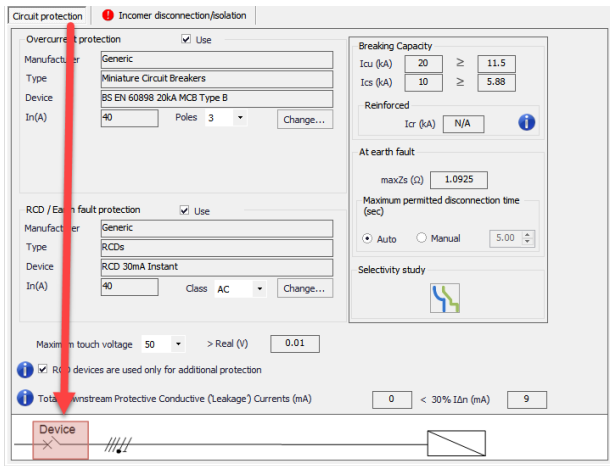 Circuit protection
Incomer disconnection/isolation
Overcurrent protection
Use
Manufacturer
Generic
Type
Miniature Circuit Breakers
Device
BS EN 60898 20kA MCB Type B
In(A)
40
Poles
3
Change...
RCD / Earth fault protection
Use
Manufacturer
Generic
Type
RCDs
Device
RCD 30mA Instant
In(A)
40
Class
AC
Change...
Breaking Capacity
Icu (kA)
20
≥
11.5
Ics (kA)
10
≥
5.88
Reinforced
Icr (kA)
N/A
At earth fault
maxZs (Ω)
1.0925
Maximum permitted disconnection time
(sec)
Auto
Manual
5.00
Selectivity study
Maximum touch voltage
50
> Real (V)
0.01
RCD devices are used only for additional protection
Total downstream Protective Conductive ('Leakage') Currents (mA)
0
< 30% IΔn (mA)
9
Device